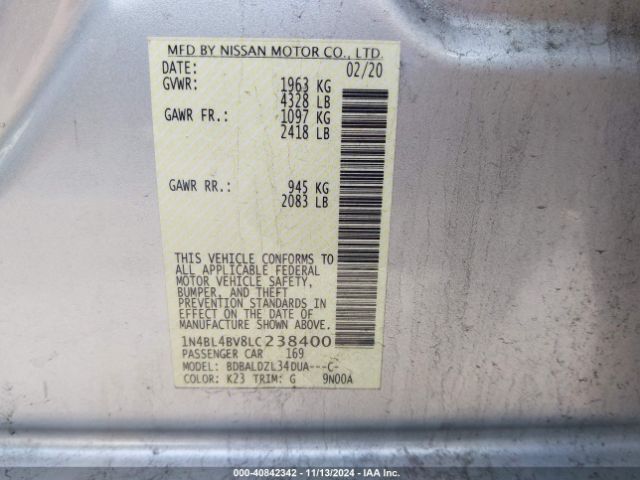 MFD BY NISSAN MOTOR CO., LTD.
DATE: 02/20
GVWR: 1963 KG
4328 LB
GAWR FR.: 1097 KG
2418 LB
GAWR RR.: 945 KG
2083 LB
THIS VEHICLE CONFORMS TO
ALL APPLICABLE FEDERAL
MOTOR VEHICLE SAFETY,
BUMPER, AND THEFT
PREVENTION STANDARDS IN
EFFECT ON THE DATE OF
MANUFACTURE SHOWN ABOVE.
1N4BL4BV8LC238400
PASSENGER CAR 169
MODEL: BDBALDZL34DUA---C-
COLOR: K23 TRIM: G 9N00A
000-40842342 - 11/13/2024 - IAA Inc.